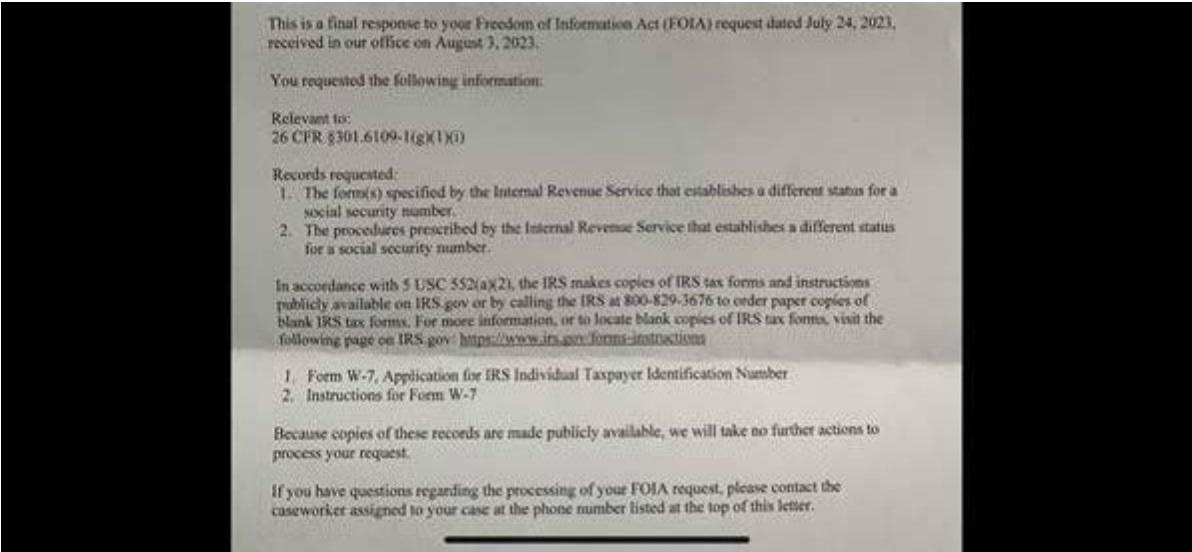 This is a final response to your Freedom of Information Act (FOIA) request dated July 24, 2023,
received in our office on August 3, 2023.
You requested the following information:
Relevant to:
26 CFR §301.6109-1(g)(1)(i)
Records requested:
1. The form(s) specified by the Internal Revenue Service that establishes a different status for a
social security number.
2. The procedures prescribed by the Internal Revenue Service that establishes a different status
for a social security number.
In accordance with 5 USC 552(a)(2), the IRS makes copies of IRS tax forms and instructions
publicly available on IRS.gov or by calling the IRS at 800-829-3676 to order paper copies of
blank IRS tax forms. For more information, or to locate blank copies of IRS tax forms, visit the
following page on IRS.gov: https://www.irs.gov/forms-instructions
1. Form W-7, Application for IRS Individual Taxpayer Identification Number
2. Instructions for Form W-7
Because copies of these records are made publicly available, we will take no further actions to
process your request.
If you have questions regarding the processing of your FOIA request, please contact the
caseworker assigned to your case at the phone number listed at the top of this letter.